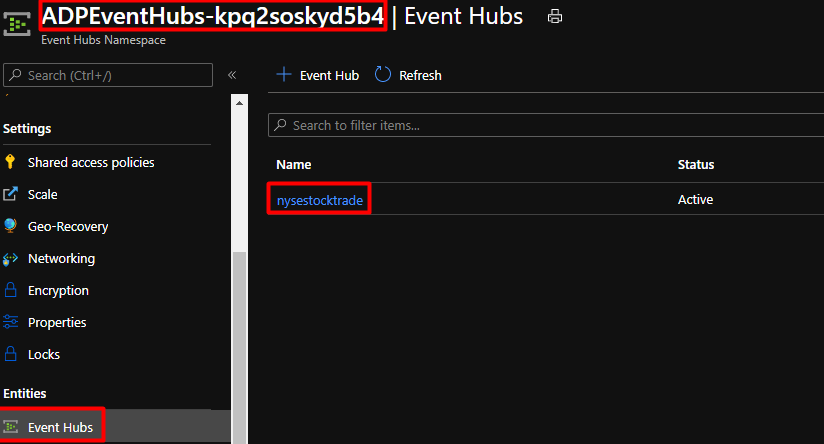 ADPEventHubs-kpq2soskyd5b4 | Event Hubs
Event Hubs Namespace
Search (Ctrl+/)
«
Settings
Shared access policies
Scale
Geo-Recovery
Networking
Encryption
Properties
Locks
Entities
Event Hubs
+ Event Hub Refresh
Search to filter items...
Name Status
nysestocktrade Active